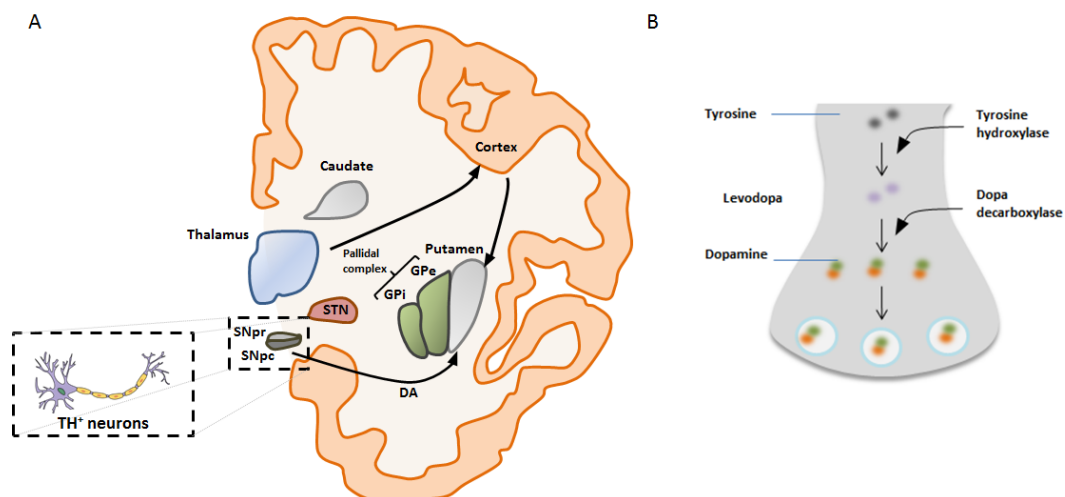 A
Cortex
Caudate
Thalamus
Putamen
Pallidal
complex
GPe
GPi
STN
SNpr
SNpc
DA
TH⁺ neurons
B
Tyrosine
Tyrosine
hydroxylase
Levodopa
Dopa
decarboxylase
Dopamine